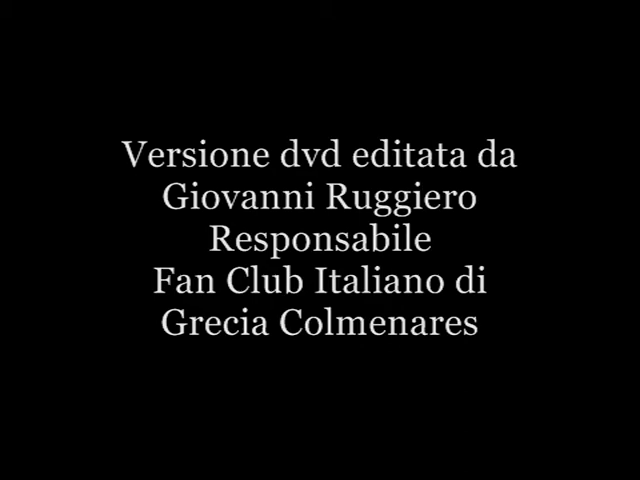 Versione dvd editata da
Giovanni Ruggiero
Responsabile
Fan Club Italiano di
Grecia Colmenares